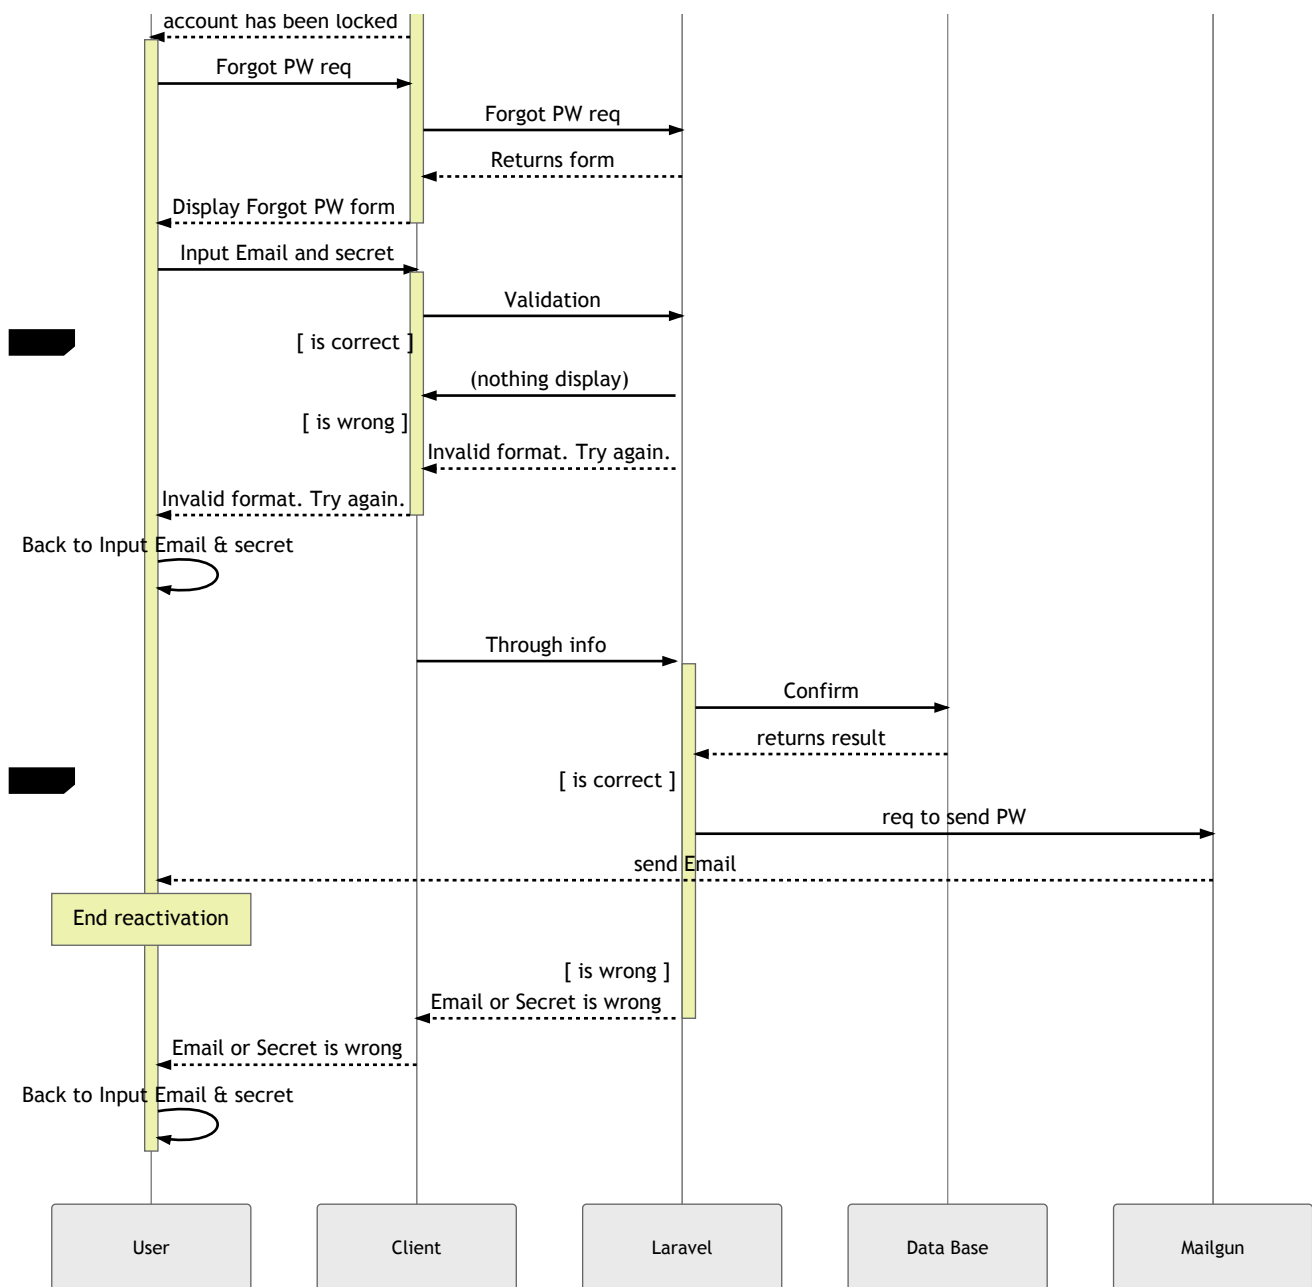 account has been locked
Forgot PW req
Forgot PW req
Returns form
Display Forgot PW form
Input Email and secret
Validation
[ is correct ]
(nothing display)
[ is wrong ]
Invalid format. Try again.
Invalid format. Try again.
Back to Input Email & secret
Through info
Confirm
returns result
[ is correct ]
req to send PW
send Email
End reactivation
[ is wrong ]
Email or Secret is wrong
Email or Secret is wrong
Back to Input Email & secret
User
Client
Laravel
Data Base
Mailgun